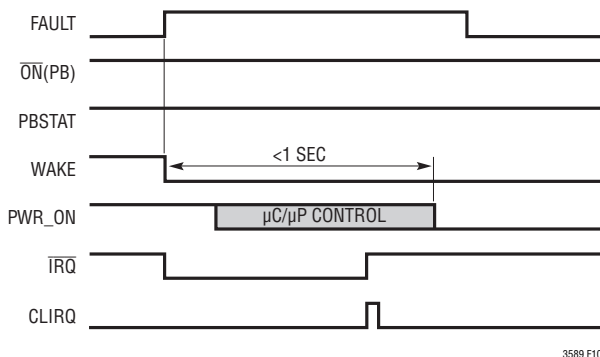 FAULT
ON(PB)
PBSTAT
WAKE
<1 SEC
PWR_ON
µC/µP CONTROL
IRQ
CLIRQ
3589 F10